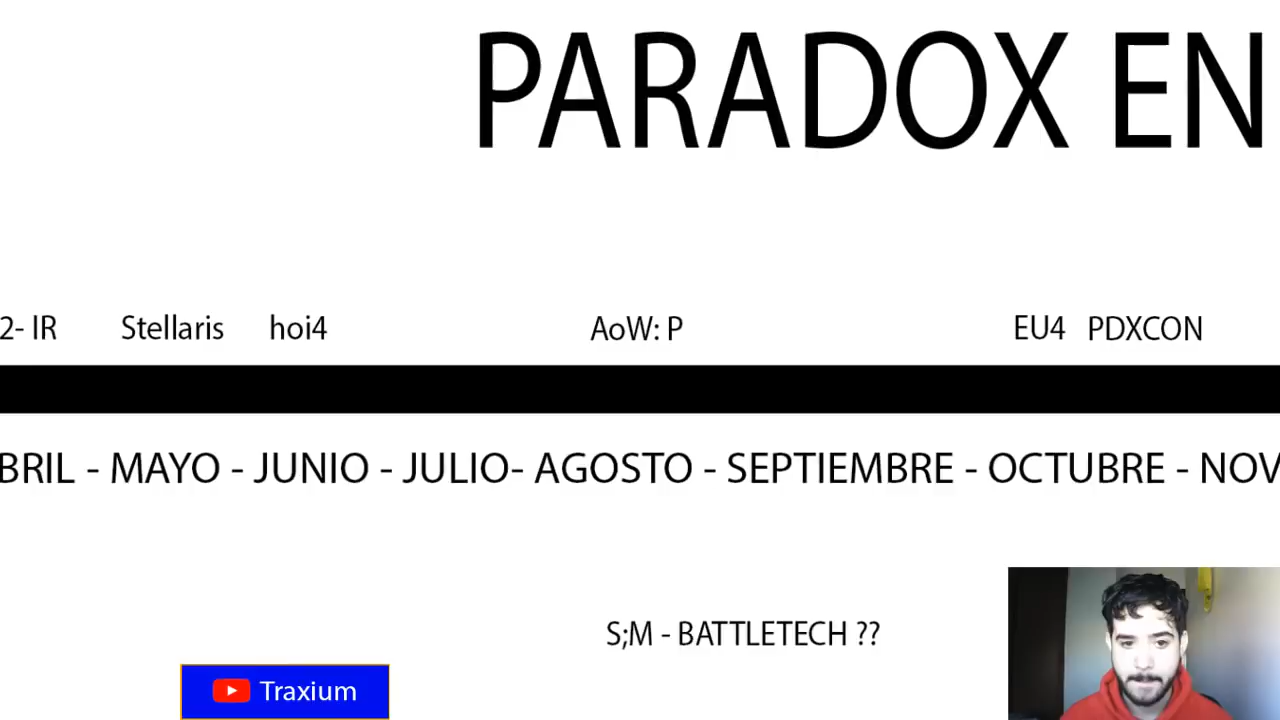 PARADOX EN
2- IR Stellaris hoi4 AoW: P EU4 PDXCON
BRIL - MAYO - JUNIO - JULIO- AGOSTO - SEPTIEMBRE - OCTUBRE - NOV
S;M - BATTLETECH ??
Traxium